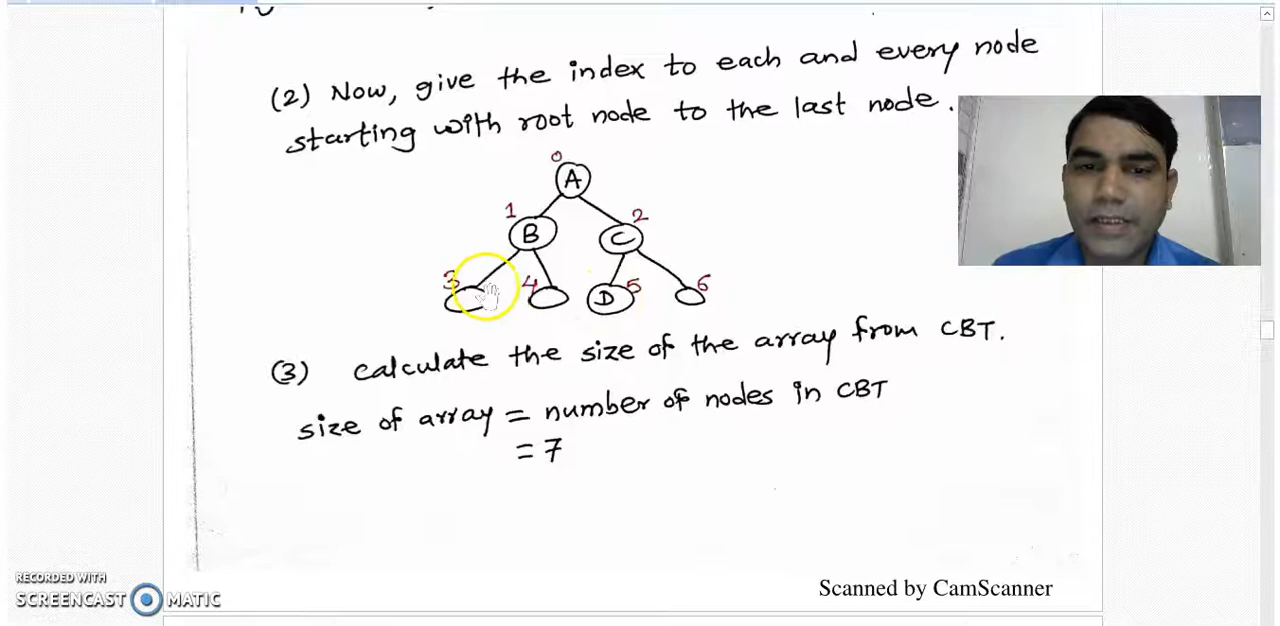 (2) Now, give the index to each and every node
starting with root node to the last node.
0
A
1 2
B C
3 4 D 5 6
(3) calculate the size of the array from CBT.
size of array = number of nodes in CBT
= 7
RECORDED WITH
SCREENCAST MATIC
Scanned by CamScanner